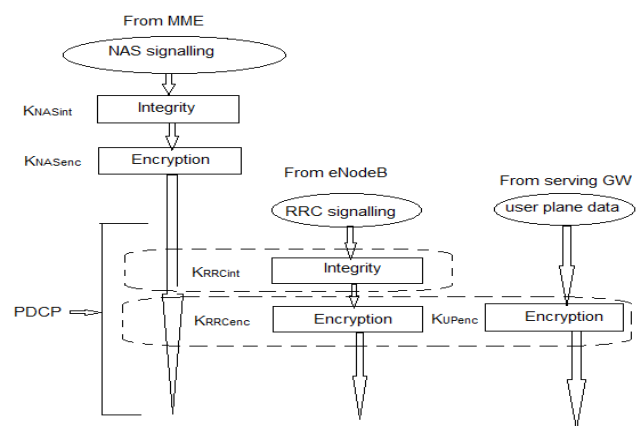 From MME
NAS signalling
KNASint
Integrity
KNASenc
Encryption
From eNodeB
From serving GW
RRC signalling
user plane data
KRRCint
Integrity
PDCP
KRRCenc
Encryption
KUPenc
Encryption